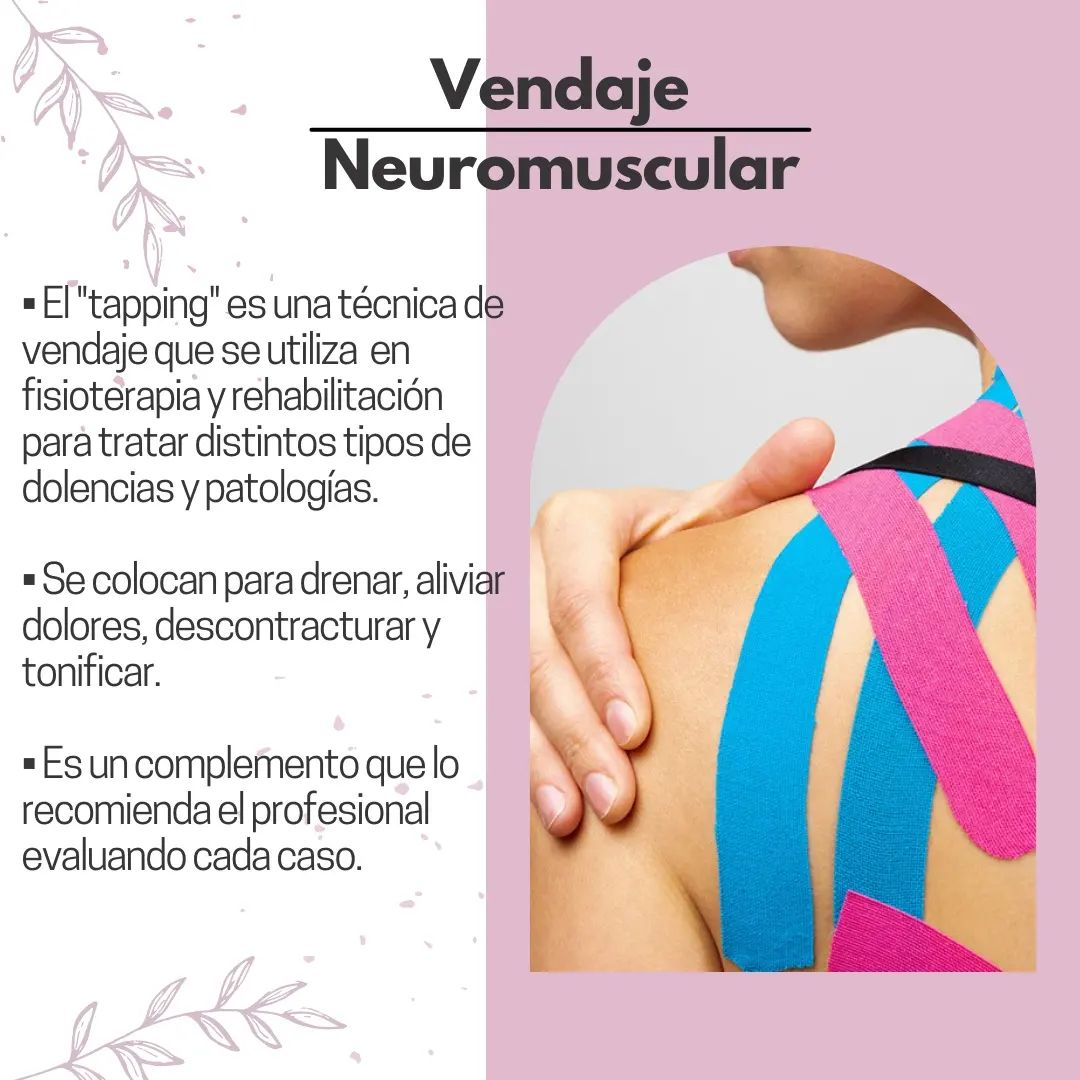 Vendaje
Neuromuscular
▪ El "tapping" es una técnica de
vendaje que se utiliza en
fisioterapia y rehabilitación
para tratar distintos tipos de
dolencias y patologías.
▪ Se colocan para drenar, aliviar
dolores, descontracturar y
tonificar.
▪ Es un complemento que lo
recomienda el profesional
evaluando cada caso.